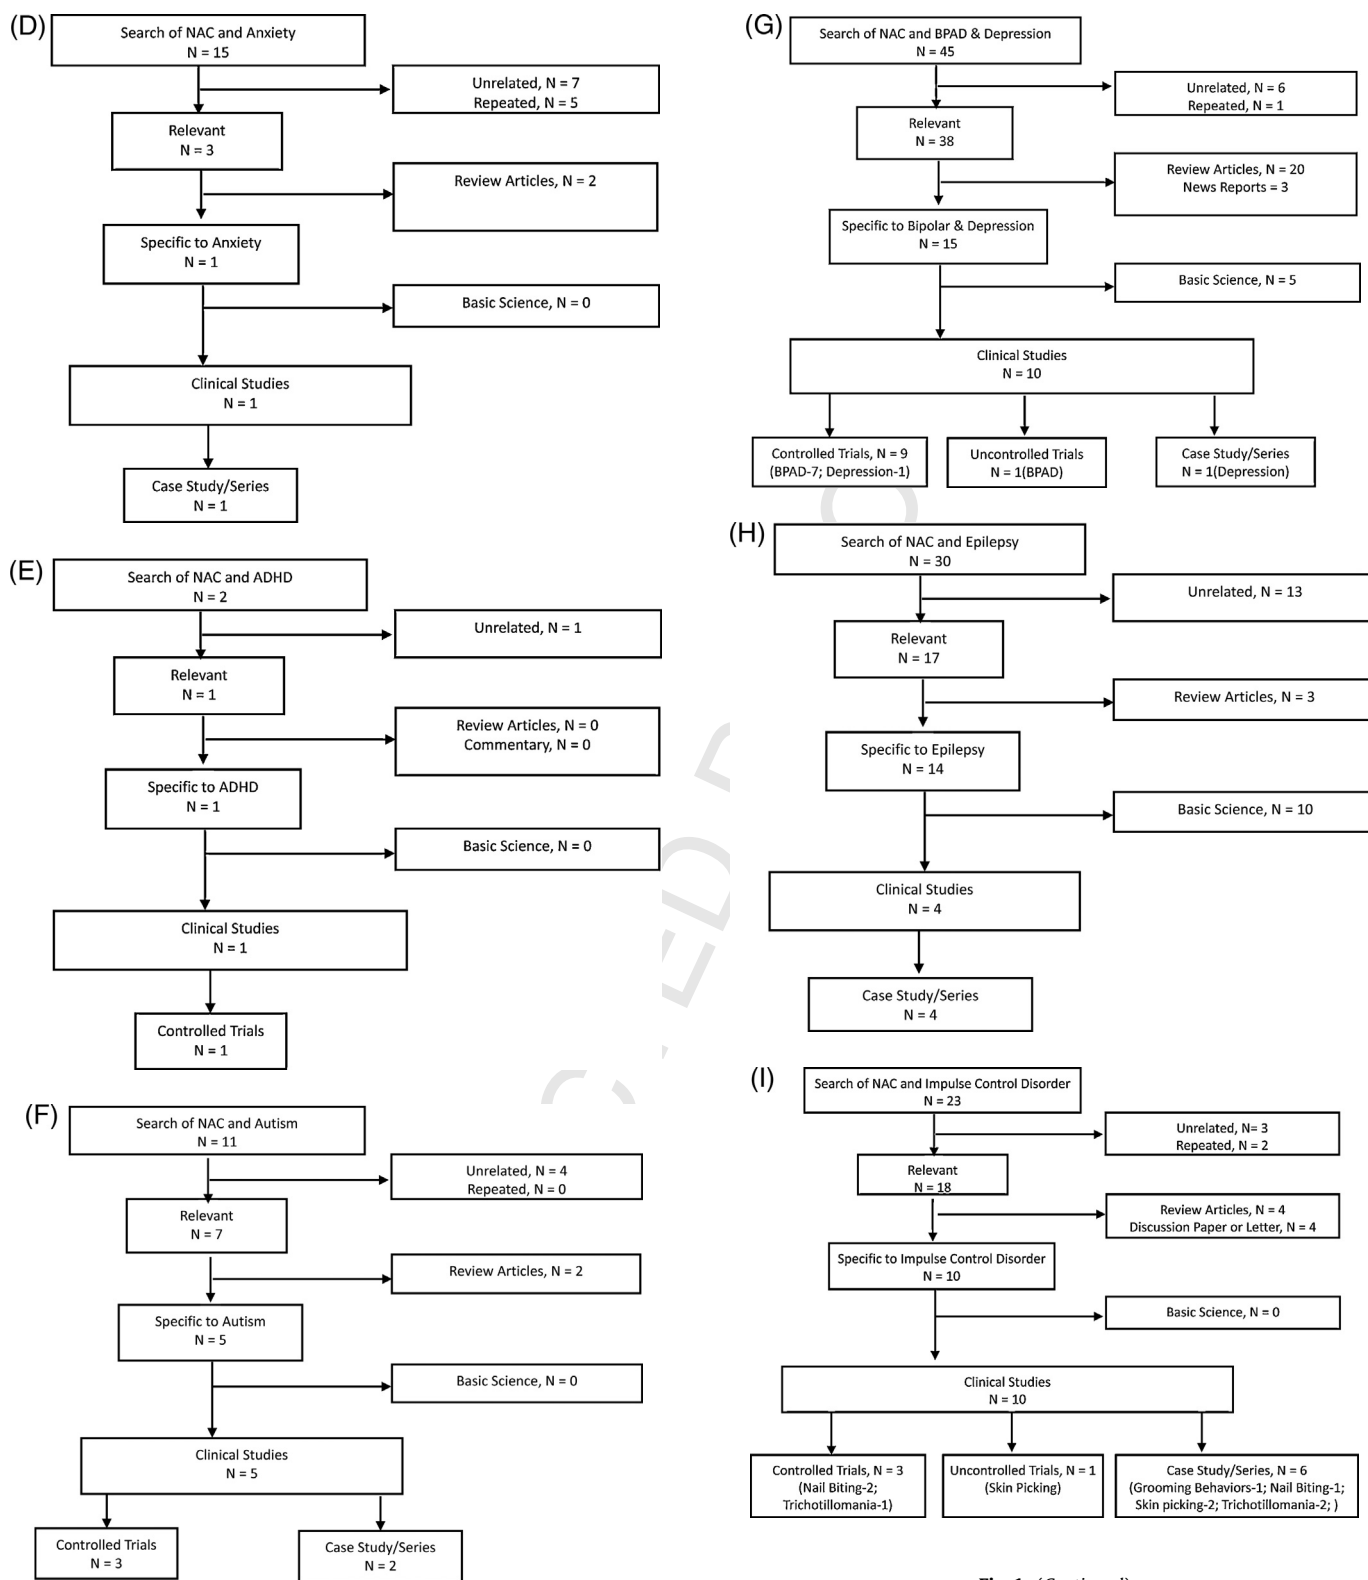 (D)
Search of NAC and Anxiety
N = 15
Unrelated, N = 7
Repeated, N = 5
Relevant
N = 3
Review Articles, N = 2
Specific to Anxiety
N = 1
Basic Science, N = 0
Clinical Studies
N = 1
Case Study/Series
N = 1
(E)
Search of NAC and ADHD
N = 2
Unrelated, N = 1
Relevant
N = 1
Review Articles, N = 0
Commentary, N = 0
Specific to ADHD
N = 1
Basic Science, N = 0
Clinical Studies
N = 1
Controlled Trials
N = 1
(F)
Search of NAC and Autism
N = 11
Unrelated, N = 4
Repeated, N = 0
Relevant
N = 7
Review Articles, N = 2
Specific to Autism
N = 5
Basic Science, N = 0
Clinical Studies
N = 5
Controlled Trials
N = 3
Case Study/Series
N = 2
(G)
Search of NAC and BPAD & Depression
N = 45
Unrelated, N = 6
Repeated, N = 1
Relevant
N = 38
Review Articles, N = 20
News Reports = 3
Specific to Bipolar & Depression
N = 15
Basic Science, N = 5
Clinical Studies
N = 10
Controlled Trials, N = 9
(BPAD-7; Depression-1)
Uncontrolled Trials
N = 1(BPAD)
Case Study/Series
N = 1(Depression)
(H)
Search of NAC and Epilepsy
N = 30
Unrelated, N = 13
Relevant
N = 17
Review Articles, N = 3
Specific to Epilepsy
N = 14
Basic Science, N = 10
Clinical Studies
N = 4
Case Study/Series
N = 4
(I)
Search of NAC and Impulse Control Disorder
N = 23
Unrelated, N= 3
Repeated, N = 2
Relevant
N = 18
Review Articles, N = 4
Discussion Paper or Letter, N = 4
Specific to Impulse Control Disorder
N = 10
Basic Science, N = 0
Clinical Studies
N = 10
Controlled Trials, N = 3
(Nail Biting-2;
Trichotillomania-1)
Uncontrolled Trials, N = 1
(Skin Picking)
Case Study/Series, N = 6
(Grooming Behaviors-1; Nail Biting-1;
Skin picking-2; Trichotillomania-2; )